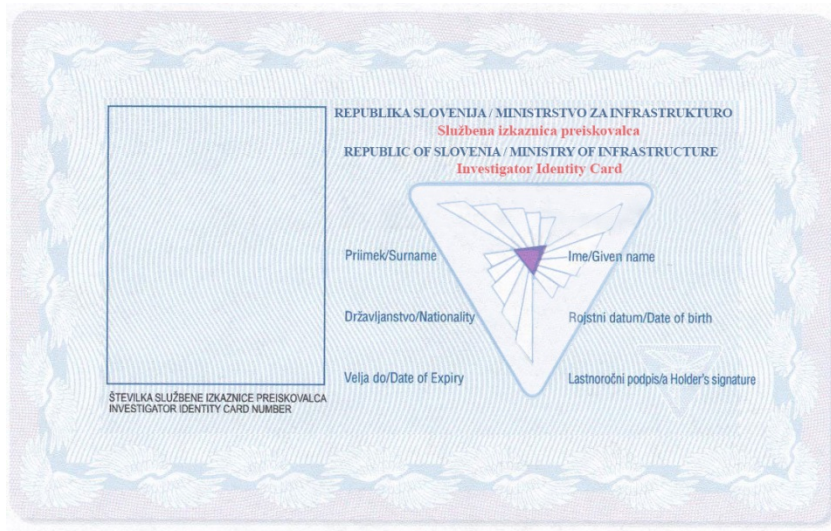 REPUBLIKA SLOVENIJA / MINISTRSTVO ZA INFRASTRUKTURO
Službena izkaznica preiskovalca
REPUBLIC OF SLOVENIA / MINISTRY OF INFRASTRUCTURE
Investigator Identity Card
Priimek/Surname
Ime/Given name
Državljanstvo/Nationality
Rojstni datum/Date of birth
Velja do/Date of Expiry
Lastnoročni podpis/a Holder's signature
ŠTEVILKA SLUŽBENE IZKAZNICE PREISKOVALCA
INVESTIGATOR IDENTITY CARD NUMBER